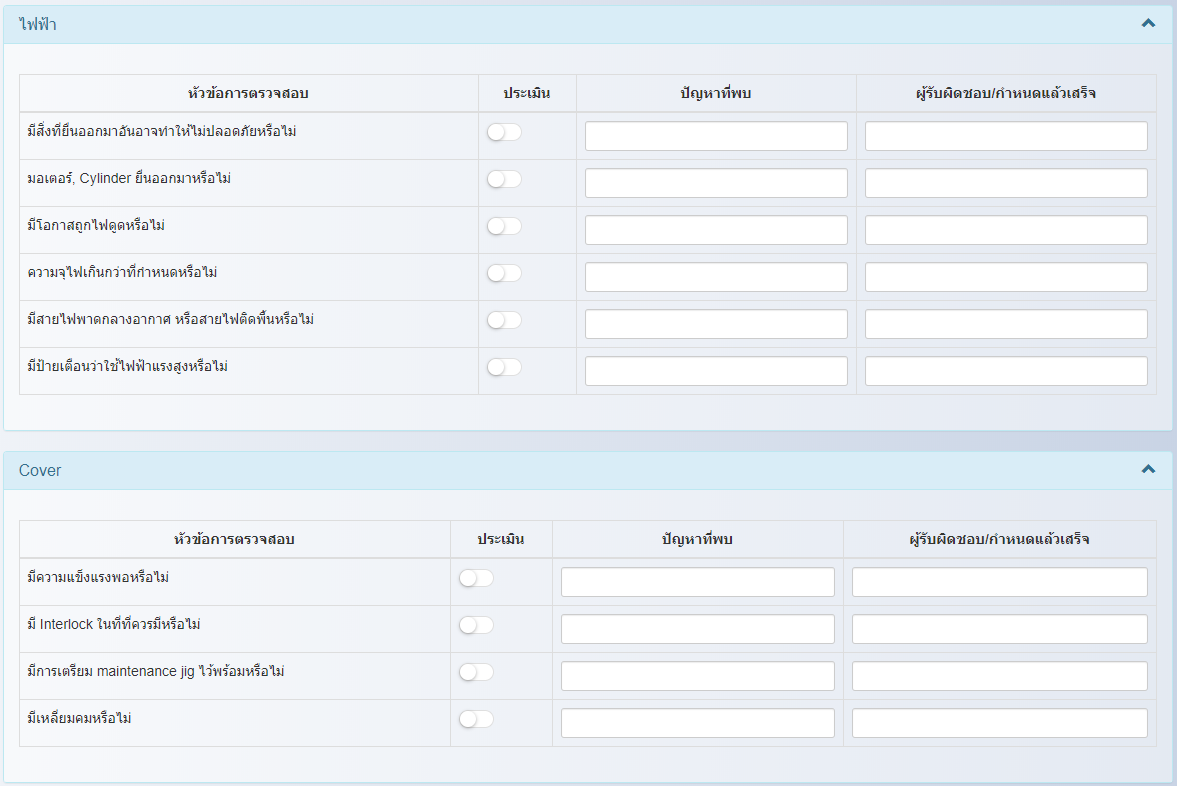 ไฟฟ้า
หัวข้อการตรวจสอบ ประเมิน ปัญหาที่พบ ผู้รับผิดชอบ/กำหนดแล้วเสร็จ
มีสิ่งที่ยื่นออกมาอันอาจทำให้ไม่ปลอดภัยหรือไม่
มอเตอร์, Cylinder ยื่นออกมาหรือไม่
มีโอกาสถูกไฟดูดหรือไม่
ความจุไฟเกินกว่าที่กำหนดหรือไม่
มีสายไฟพาดกลางอากาศ หรือสายไฟติดพื้นหรือไม่
มีป้ายเตือนว่าใช้ไฟฟ้าแรงสูงหรือไม่
Cover
หัวข้อการตรวจสอบ ประเมิน ปัญหาที่พบ ผู้รับผิดชอบ/กำหนดแล้วเสร็จ
มีความแข็งแรงพอหรือไม่
มี Interlock ในที่ที่ควรมีหรือไม่
มีการเตรียม maintenance jig ไว้พร้อมหรือไม่
มีเหลี่ยมคมหรือไม่